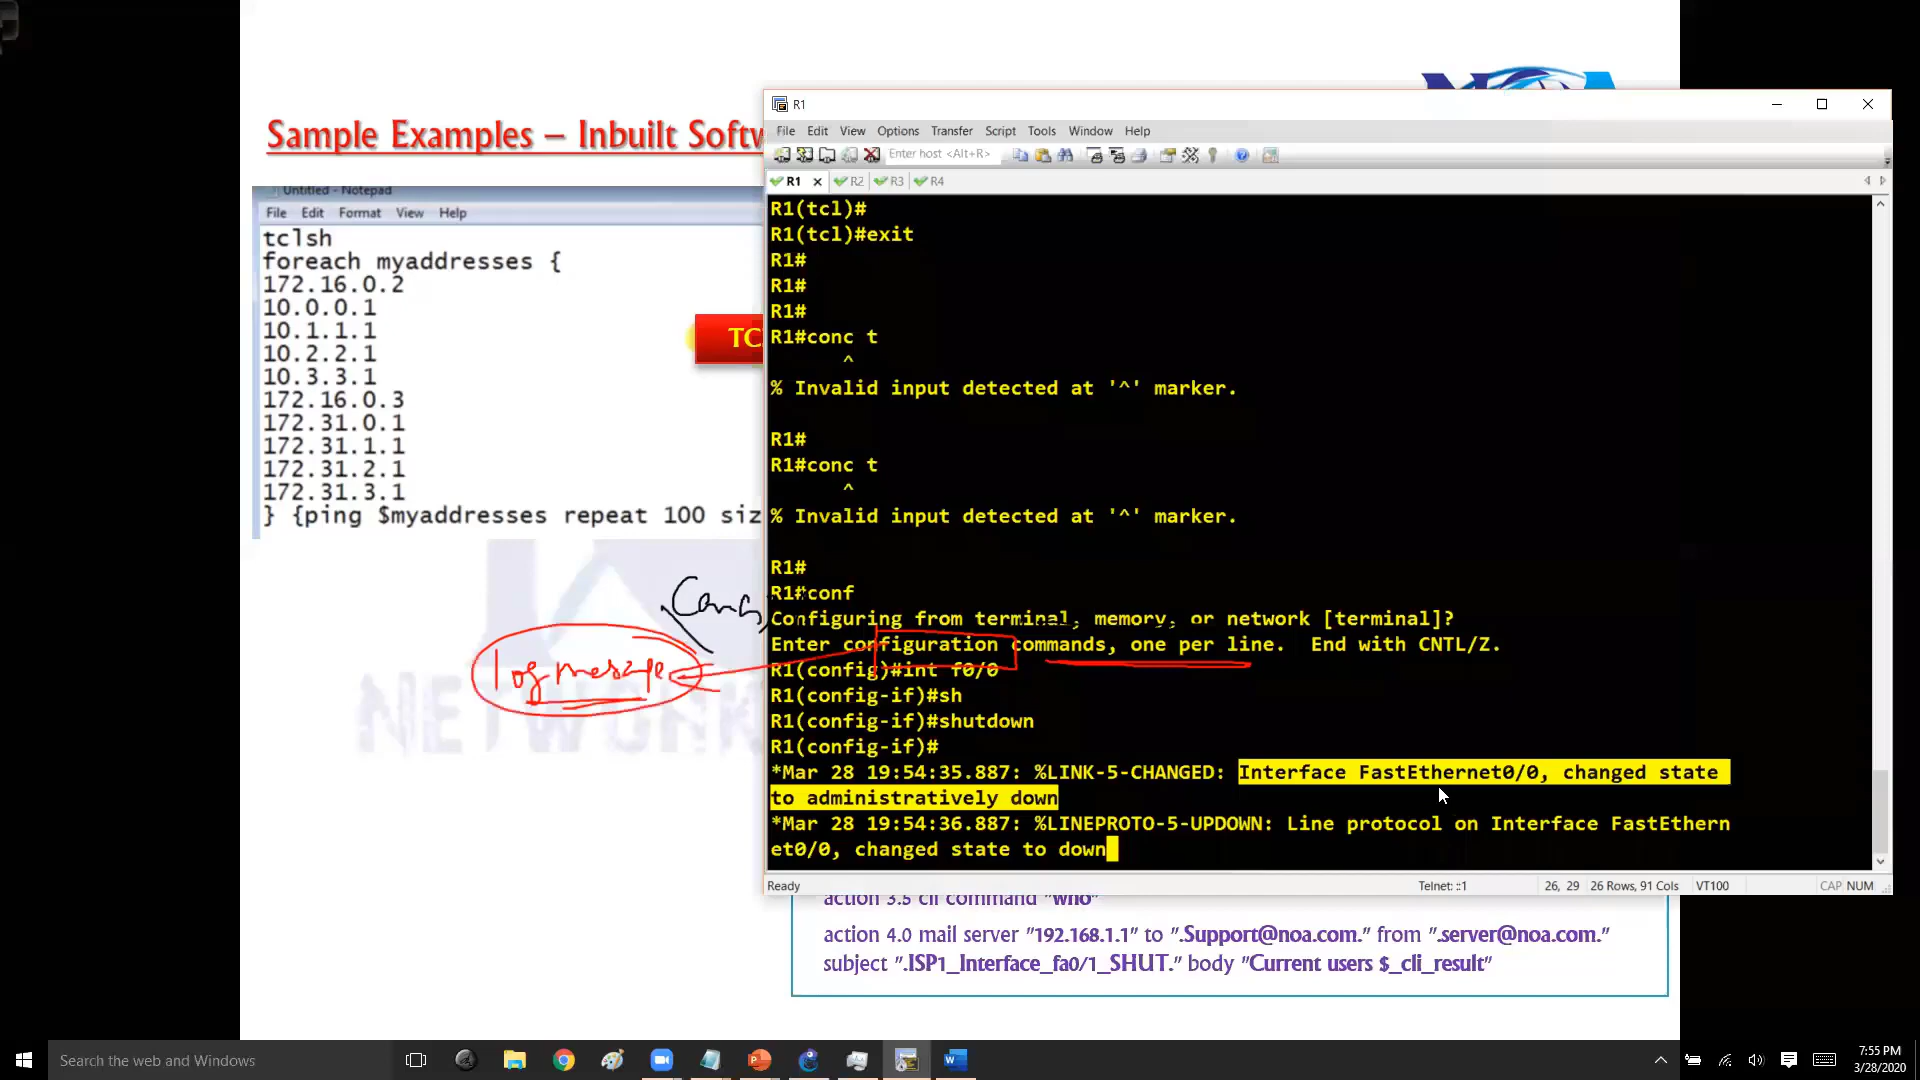 Sample Examples – Inbuilt Softw
Untitled - Notepad
File Edit Format View Help
tclsh
foreach myaddresses {
172.16.0.2
10.0.0.1
10.1.1.1
10.2.2.1
10.3.3.1
172.16.0.3
172.31.0.1
172.31.1.1
172.31.2.1
172.31.3.1
} {ping $myaddresses repeat 100 siz
TC
log message
NETWORK
R1
File Edit View Options Transfer Script Tools Window Help
Enter host <Alt+R>
R1 R2 R3 R4
R1(tcl)#
R1(tcl)#exit
R1#
R1#
R1#
R1#conc t
^
% Invalid input detected at '^' marker.
R1#
R1#conc t
^
% Invalid input detected at '^' marker.
R1#
R1#conf
Configuring from terminal, memory, or network [terminal]?
Enter configuration commands, one per line. End with CNTL/Z.
R1(config)#int f0/0
R1(config-if)#sh
R1(config-if)#shutdown
R1(config-if)#
*Mar 28 19:54:35.887: %LINK-5-CHANGED: Interface FastEthernet0/0, changed state
to administratively down
*Mar 28 19:54:36.887: %LINEPROTO-5-UPDOWN: Line protocol on Interface FastEthern
et0/0, changed state to down
Ready Telnet: ::1 26, 29 26 Rows, 91 Cols VT100 CAP NUM
action 3.5 cli command "who"
action 4.0 mail server "192.168.1.1" to ".Support@noa.com." from ".server@noa.com."
subject ".ISP1_Interface_fa0/1_SHUT." body "Current users $_cli_result"
Search the web and Windows
7:55 PM
3/28/2020